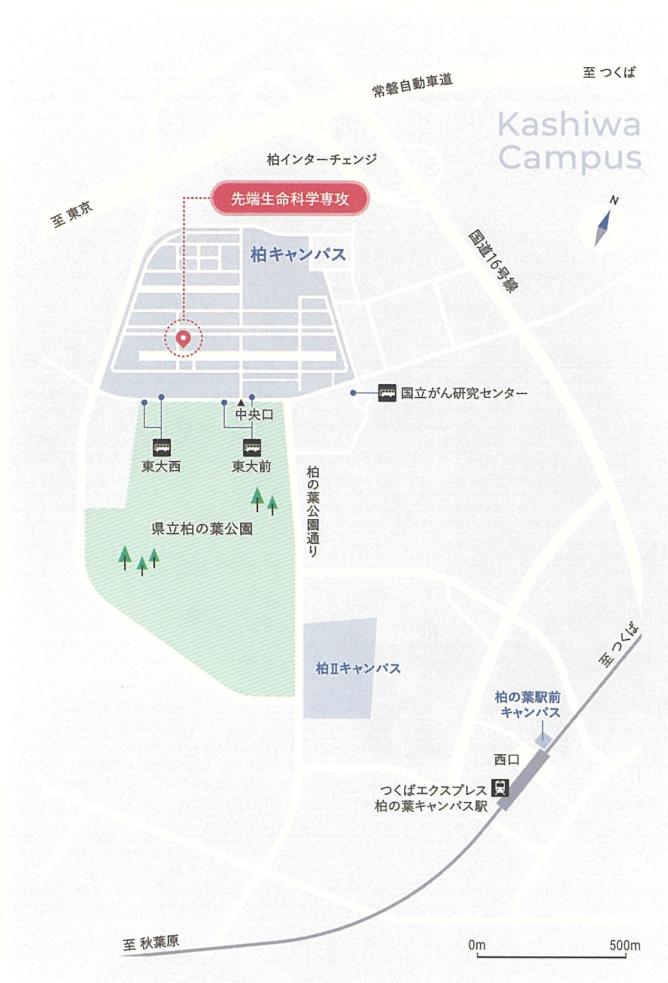 常磐自動車道
至 つくば
Kashiwa
Campus
柏インターチェンジ
先端生命科学専攻
至 東京
N
国道16号線
柏キャンパス
国立がん研究センター
中央口
東大西
東大前
柏の葉公園通り
県立柏の葉公園
至 つくば
柏Ⅱキャンパス
柏の葉駅前
キャンパス
西口
つくばエクスプレス
柏の葉キャンパス駅
至 秋葉原
0m
500m